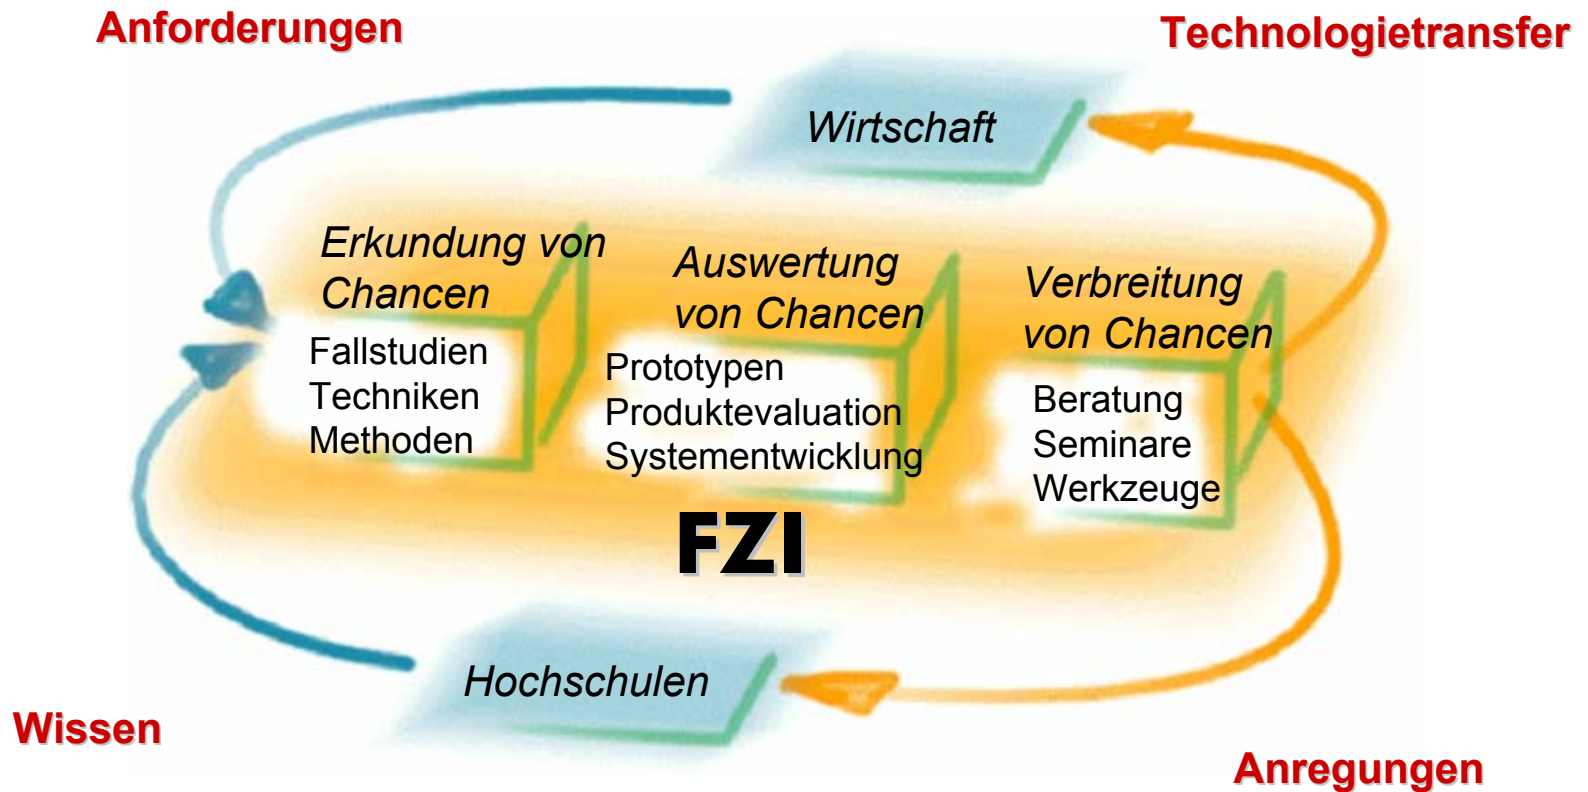 Anforderungen
Technologietransfer
Wirtschaft
Erkundung von
Chancen
Fallstudien
Techniken
Methoden
Auswertung
von Chancen
Prototypen
Produktevaluation
Systementwicklung
Verbreitung
von Chancen
Beratung
Seminare
Werkzeuge
FZI
Hochschulen
Wissen
Anregungen